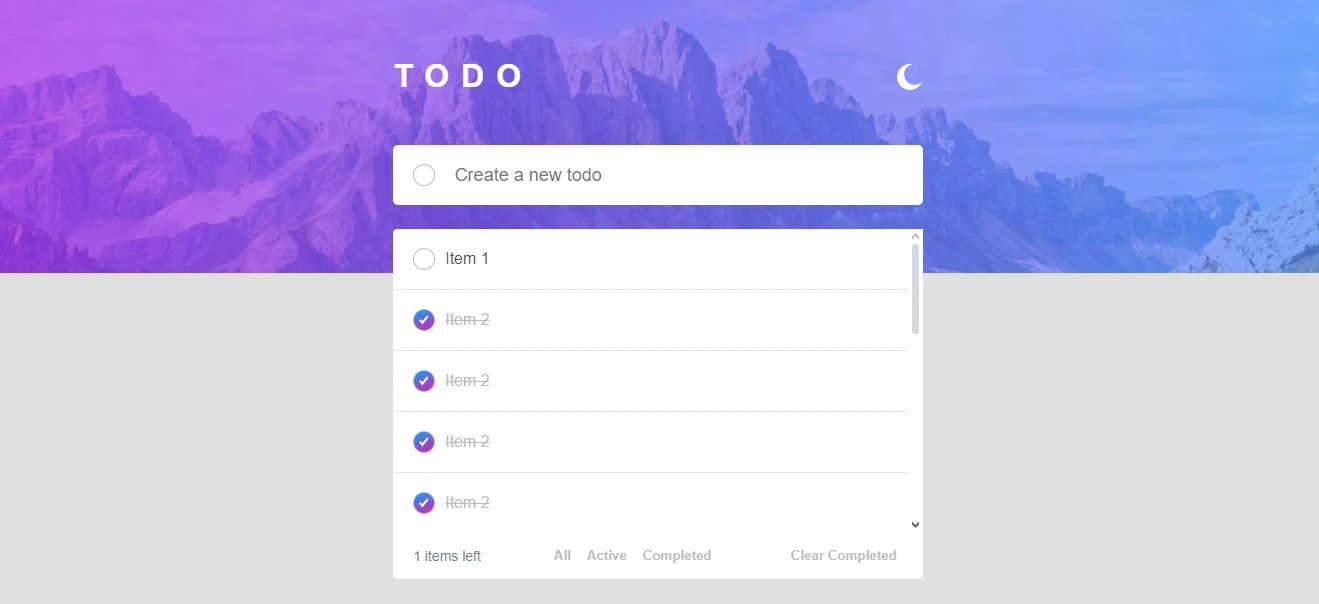 TODO
Create a new todo
Item 1
Item 2
Item 2
Item 2
Item 2
1 items left All Active Completed Clear Completed